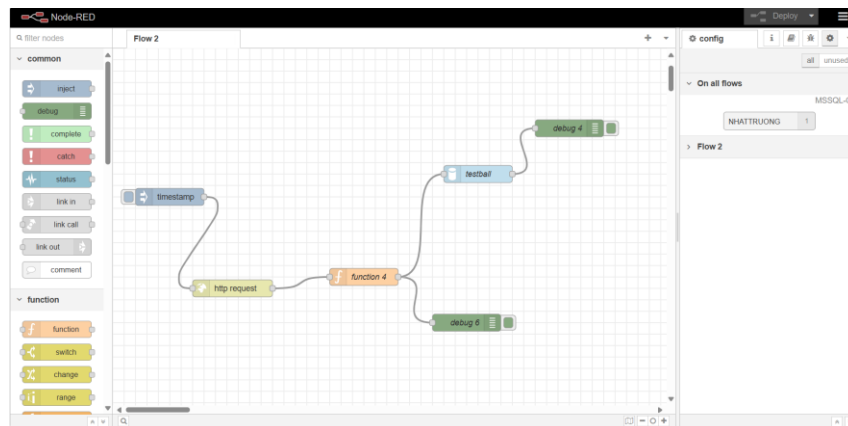 Node-RED
Deploy
filter nodes
Flow 2
config
all
unused
common
inject
debug
complete
catch
status
link in
link call
link out
comment
function
function
switch
change
range
timestamp
http request
function 4
testball
debug 4
debug 6
On all flows
NHATTRUONG
1
Flow 2